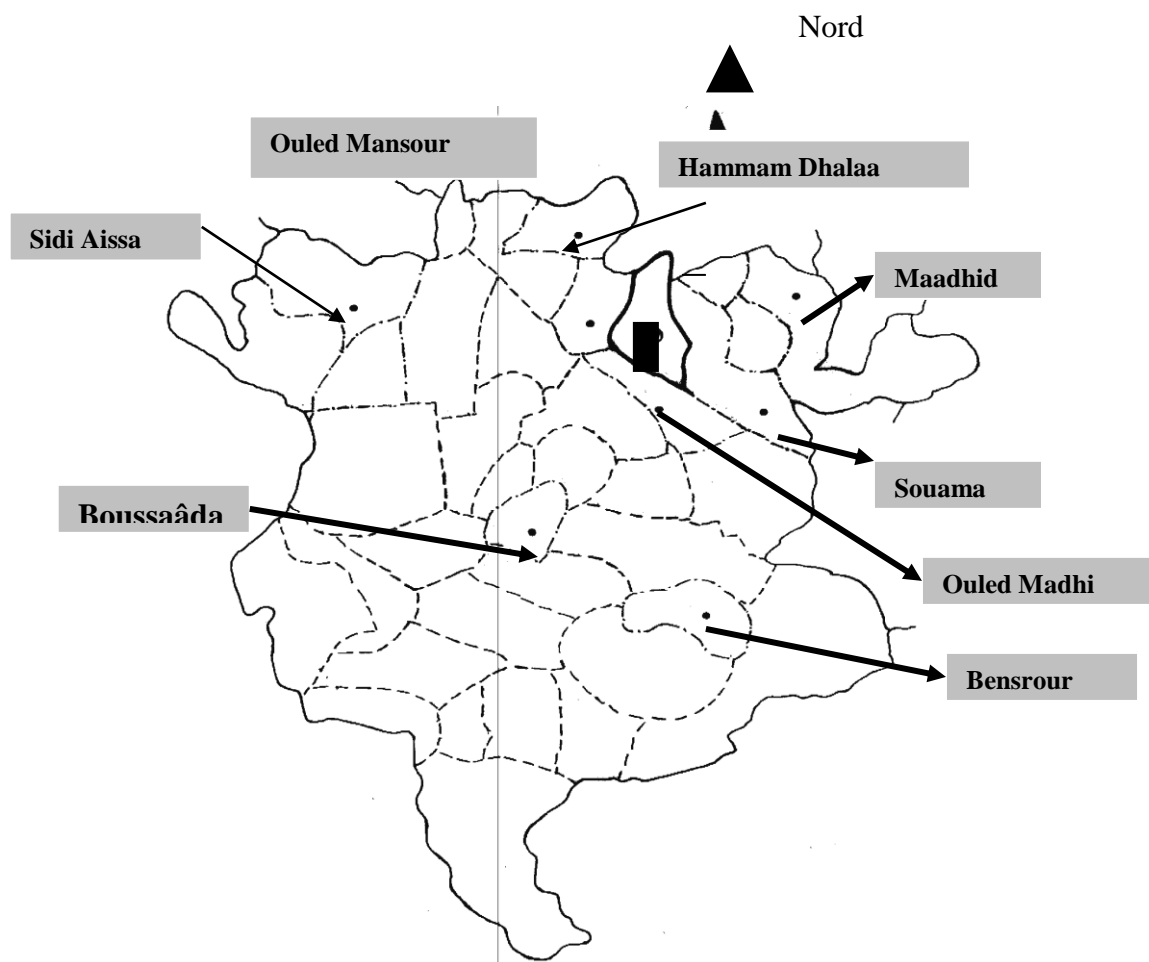 Nord
Ouled Mansour
Hammam Dhalaa
Sidi Aissa
Maadhid
Souama
Boussaâda
Ouled Madhi
Bensrour